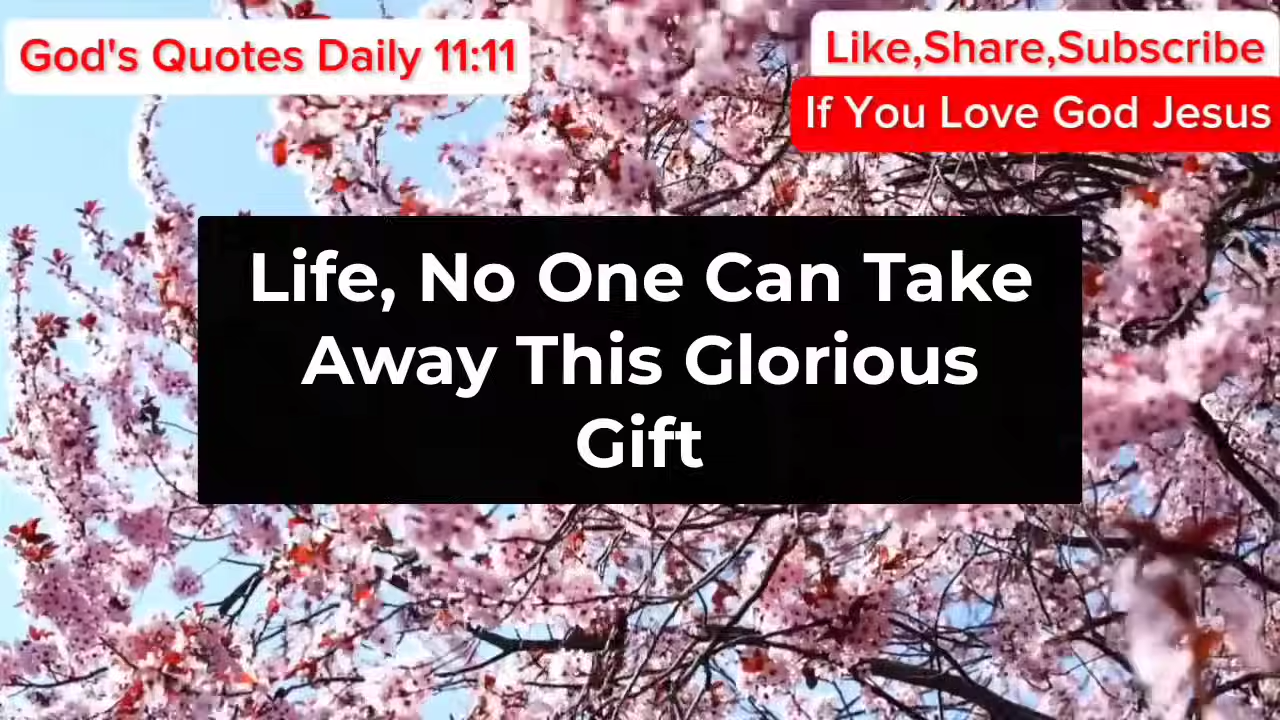 God's Quotes Daily 11:11
Like,Share,Subscribe
If You Love God Jesus
Life, No One Can Take
Away This Glorious
Gift